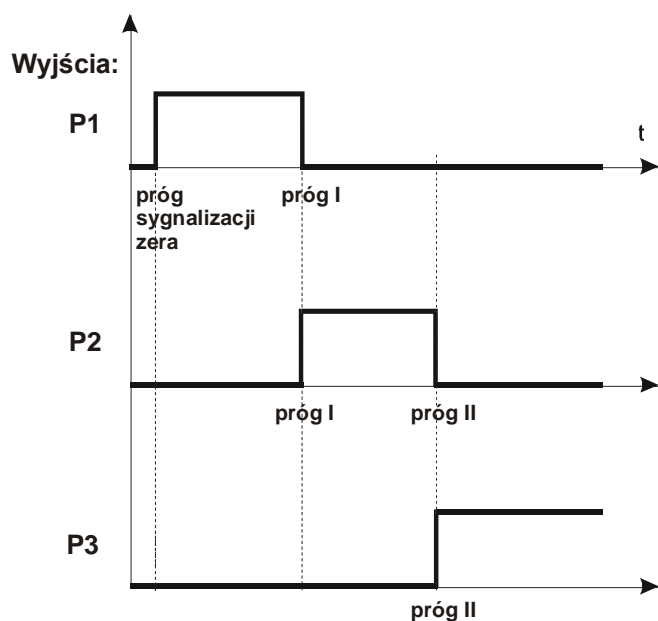 Wyjścia:
P1
t
próg
sygnalizacji
zera
próg I
P2
próg I
próg II
P3
próg II